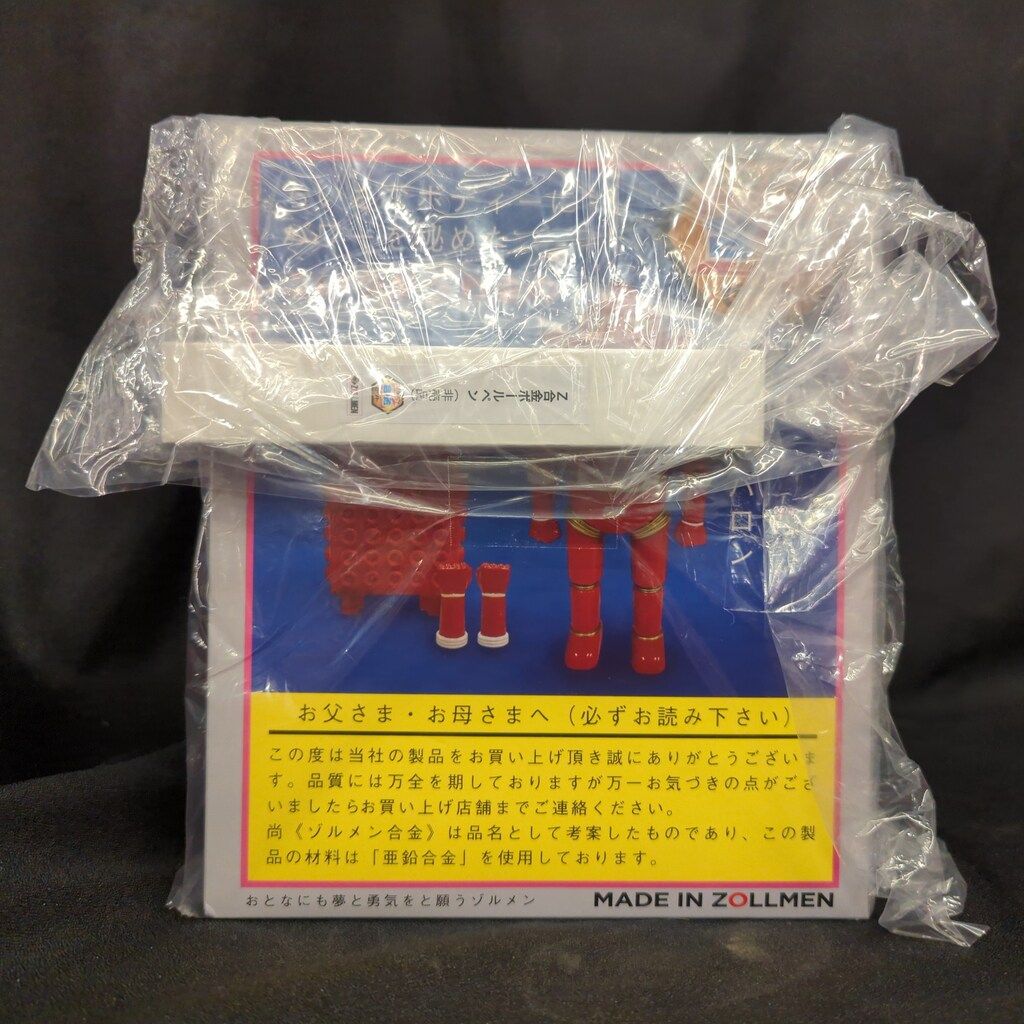 を秘めた
Z合金ボールペン（非売品）
トロン
お父さま・お母さまへ（必ずお読み下さい）
この度は当社の製品をお買い上げ頂き誠にありがとうございま
す。品質には万全を期しておりますが万一お気づきの点がござ
いましたらお買い上げ店舗までご連絡ください。
尚《ゾルメン合金》は品名として考案したものであり、この製
品の材料は「亜鉛合金」を使用しております。
おとなにも夢と勇気をと願うゾルメン
MADE IN ZOLLMEN